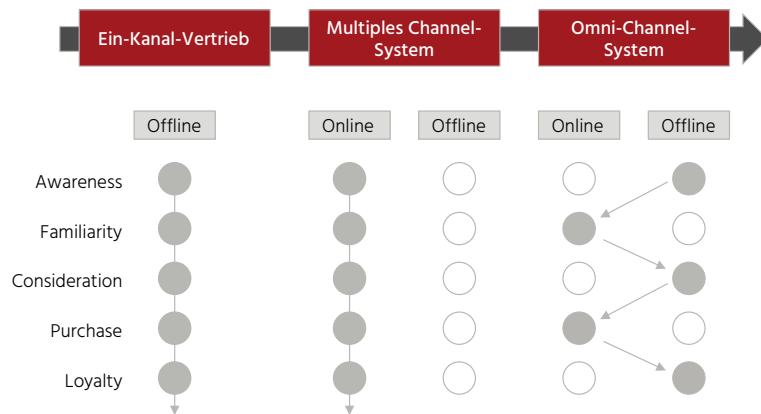 Ein-Kanal-Vertrieb
Multiples Channel-
System
Omni-Channel-
System
Offline
Online
Offline
Online
Offline
Awareness
Familiarity
Consideration
Purchase
Loyalty